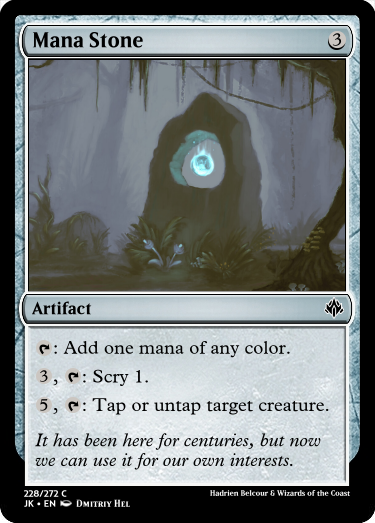 Mana Stone 3
Artifact
: Add one mana of any color.
3, : Scry 1.
5, : Tap or untap target creature.
It has been here for centuries, but now
we can use it for our own interests.
228/272 C
JK • EN Dmitriy Hel
Hadrien Belcour & Wizards of the Coast